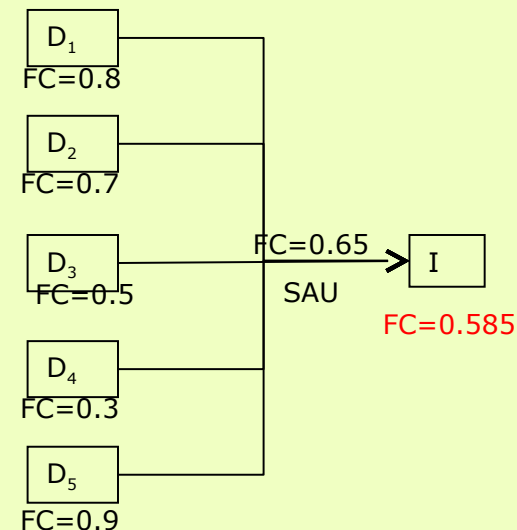 D₁
FC=0.8
D₂
FC=0.7
FC=0.65
D₃
I
FC=0.5
SAU
FC=0.585
D₄
FC=0.3
D₅
FC=0.9